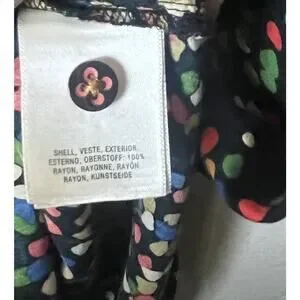 SHELL, VESTE, EXTERIOR,
ESTERNO, OBERSTOFF: 100%
RAYON, RAYONNE, RAYÓN
RAYON, KUNSTSEIDE